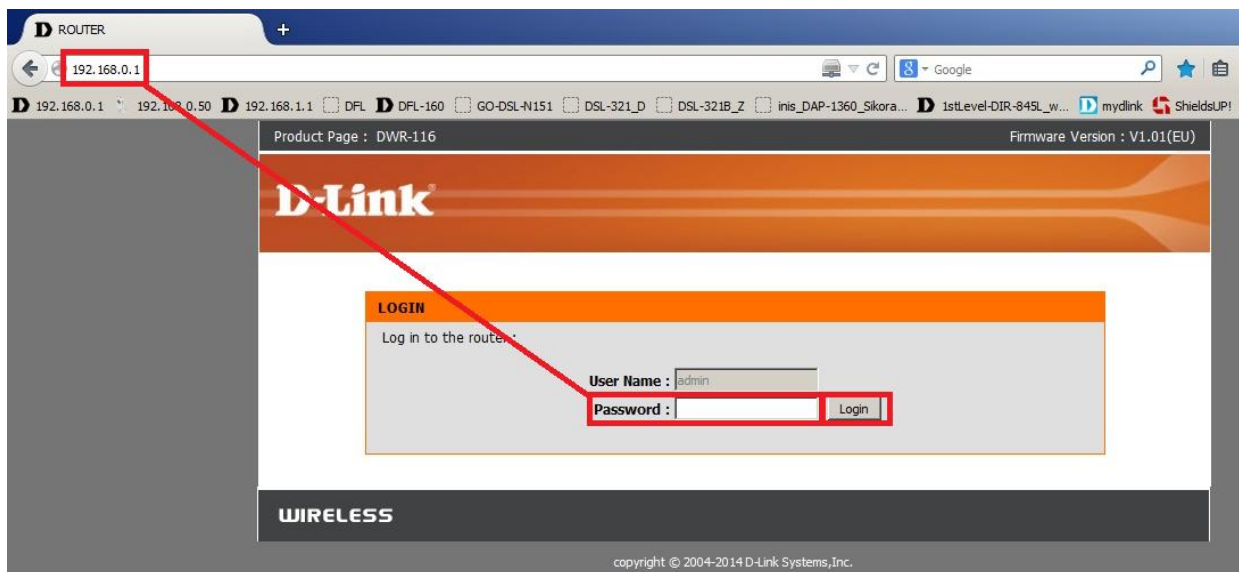 D ROUTER +
192.168.0.1 8 Google
D 192.168.0.1 192.168.0.50 D 192.168.1.1 DFL D DFL-160 GO-DSL-N151 DSL-321_D DSL-321B_Z inis_DAP-1360_Sikora... D 1stLevel-DIR-845L_w... mydlink ShieldsUP!
Product Page : DWR-116 Firmware Version : V1.01(EU)
D-Link
LOGIN
Log in to the router :
User Name : admin
Password : Login
WIRELESS
copyright © 2004-2014 D-Link Systems,Inc.